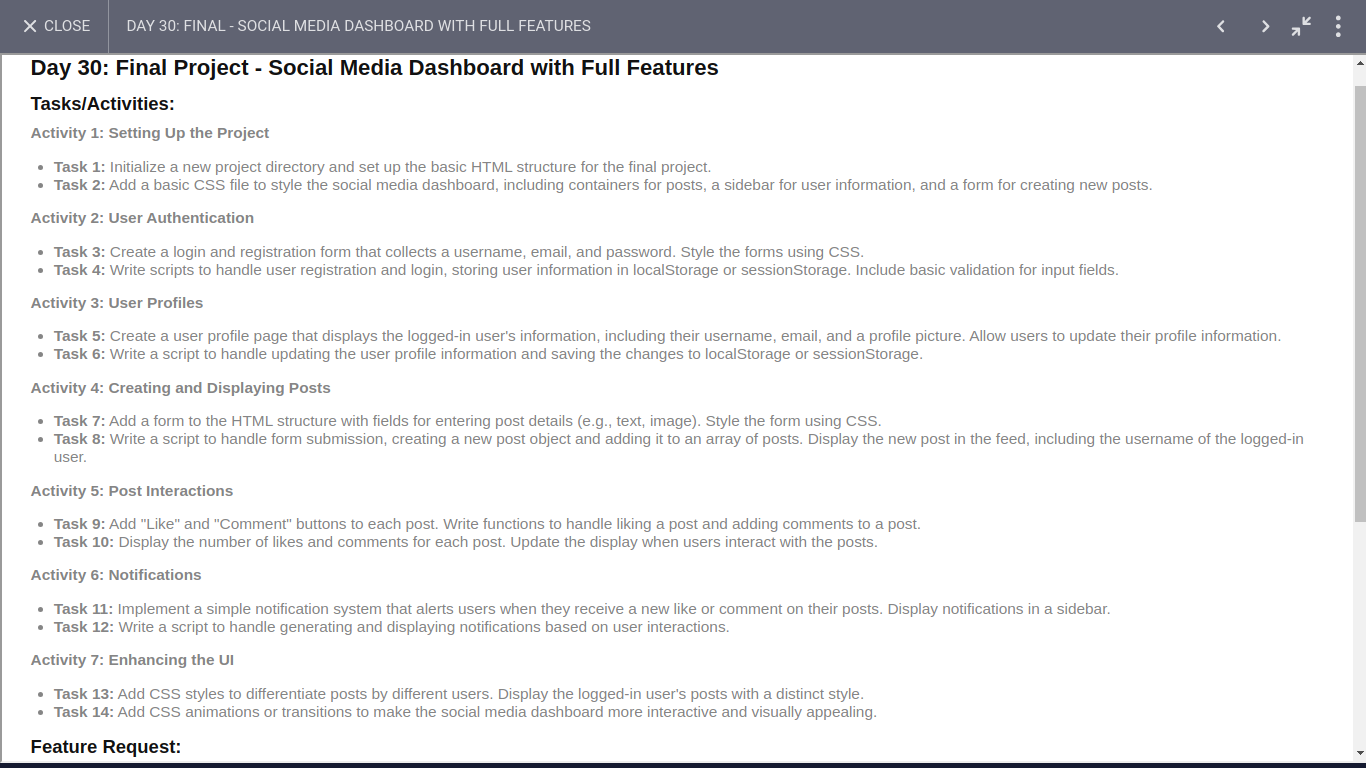 CLOSE
DAY 30: FINAL - SOCIAL MEDIA DASHBOARD WITH FULL FEATURES
Day 30: Final Project - Social Media Dashboard with Full Features
Tasks/Activities:
Activity 1: Setting Up the Project
Task 1: Initialize a new project directory and set up the basic HTML structure for the final project.
Task 2: Add a basic CSS file to style the social media dashboard, including containers for posts, a sidebar for user information, and a form for creating new posts.
Activity 2: User Authentication
Task 3: Create a login and registration form that collects a username, email, and password. Style the forms using CSS.
Task 4: Write scripts to handle user registration and login, storing user information in localStorage or sessionStorage. Include basic validation for input fields.
Activity 3: User Profiles
Task 5: Create a user profile page that displays the logged-in user's information, including their username, email, and a profile picture. Allow users to update their profile information.
Task 6: Write a script to handle updating the user profile information and saving the changes to localStorage or sessionStorage.
Activity 4: Creating and Displaying Posts
Task 7: Add a form to the HTML structure with fields for entering post details (e.g., text, image). Style the form using CSS.
Task 8: Write a script to handle form submission, creating a new post object and adding it to an array of posts. Display the new post in the feed, including the username of the logged-in
user.
Activity 5: Post Interactions
Task 9: Add "Like" and "Comment" buttons to each post. Write functions to handle liking a post and adding comments to a post.
Task 10: Display the number of likes and comments for each post. Update the display when users interact with the posts.
Activity 6: Notifications
Task 11: Implement a simple notification system that alerts users when they receive a new like or comment on their posts. Display notifications in a sidebar.
Task 12: Write a script to handle generating and displaying notifications based on user interactions.
Activity 7: Enhancing the UI
Task 13: Add CSS styles to differentiate posts by different users. Display the logged-in user's posts with a distinct style.
Task 14: Add CSS animations or transitions to make the social media dashboard more interactive and visually appealing.
Feature Request: